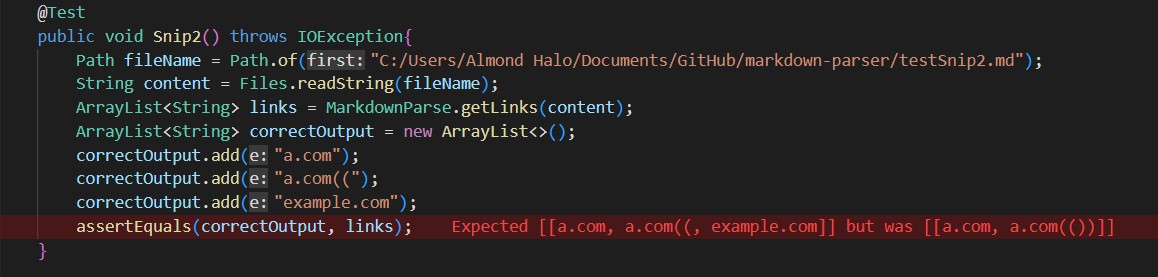 @Test
public void Snip2() throws IOException{
Path fileName = Path.of(first: "C:/Users/Almond Halo/Documents/GitHub/markdown-parser/testSnip2.md");
String content = Files.readString(fileName);
ArrayList<String> links = MarkdownParse.getLinks(content);
ArrayList<String> correctOutput = new ArrayList<>();
correctOutput.add(e: "a.com");
correctOutput.add(e: "a.com((");
correctOutput.add(e: "example.com");
assertEquals(correctOutput, links); Expected [[a.com, a.com((, example.com]] but was [[a.com, a.com(())]]
}